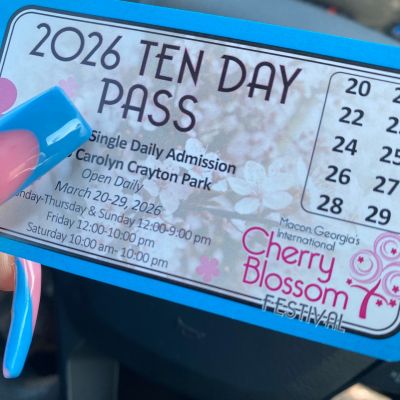 2026 TEN DAY
PASS
Single Daily Admission
Carolyn Crayton Park
Open Daily
March 20-29, 2026
-Thursday & Sunday 12:00-9:00 pm
Friday 12:00-10:00 pm
Saturday 10:00 am- 10:00 pm
20
22
24 25
26 27
28 29
Macon, Georgia's
International
Cherry
Blossom
FESTIVAL